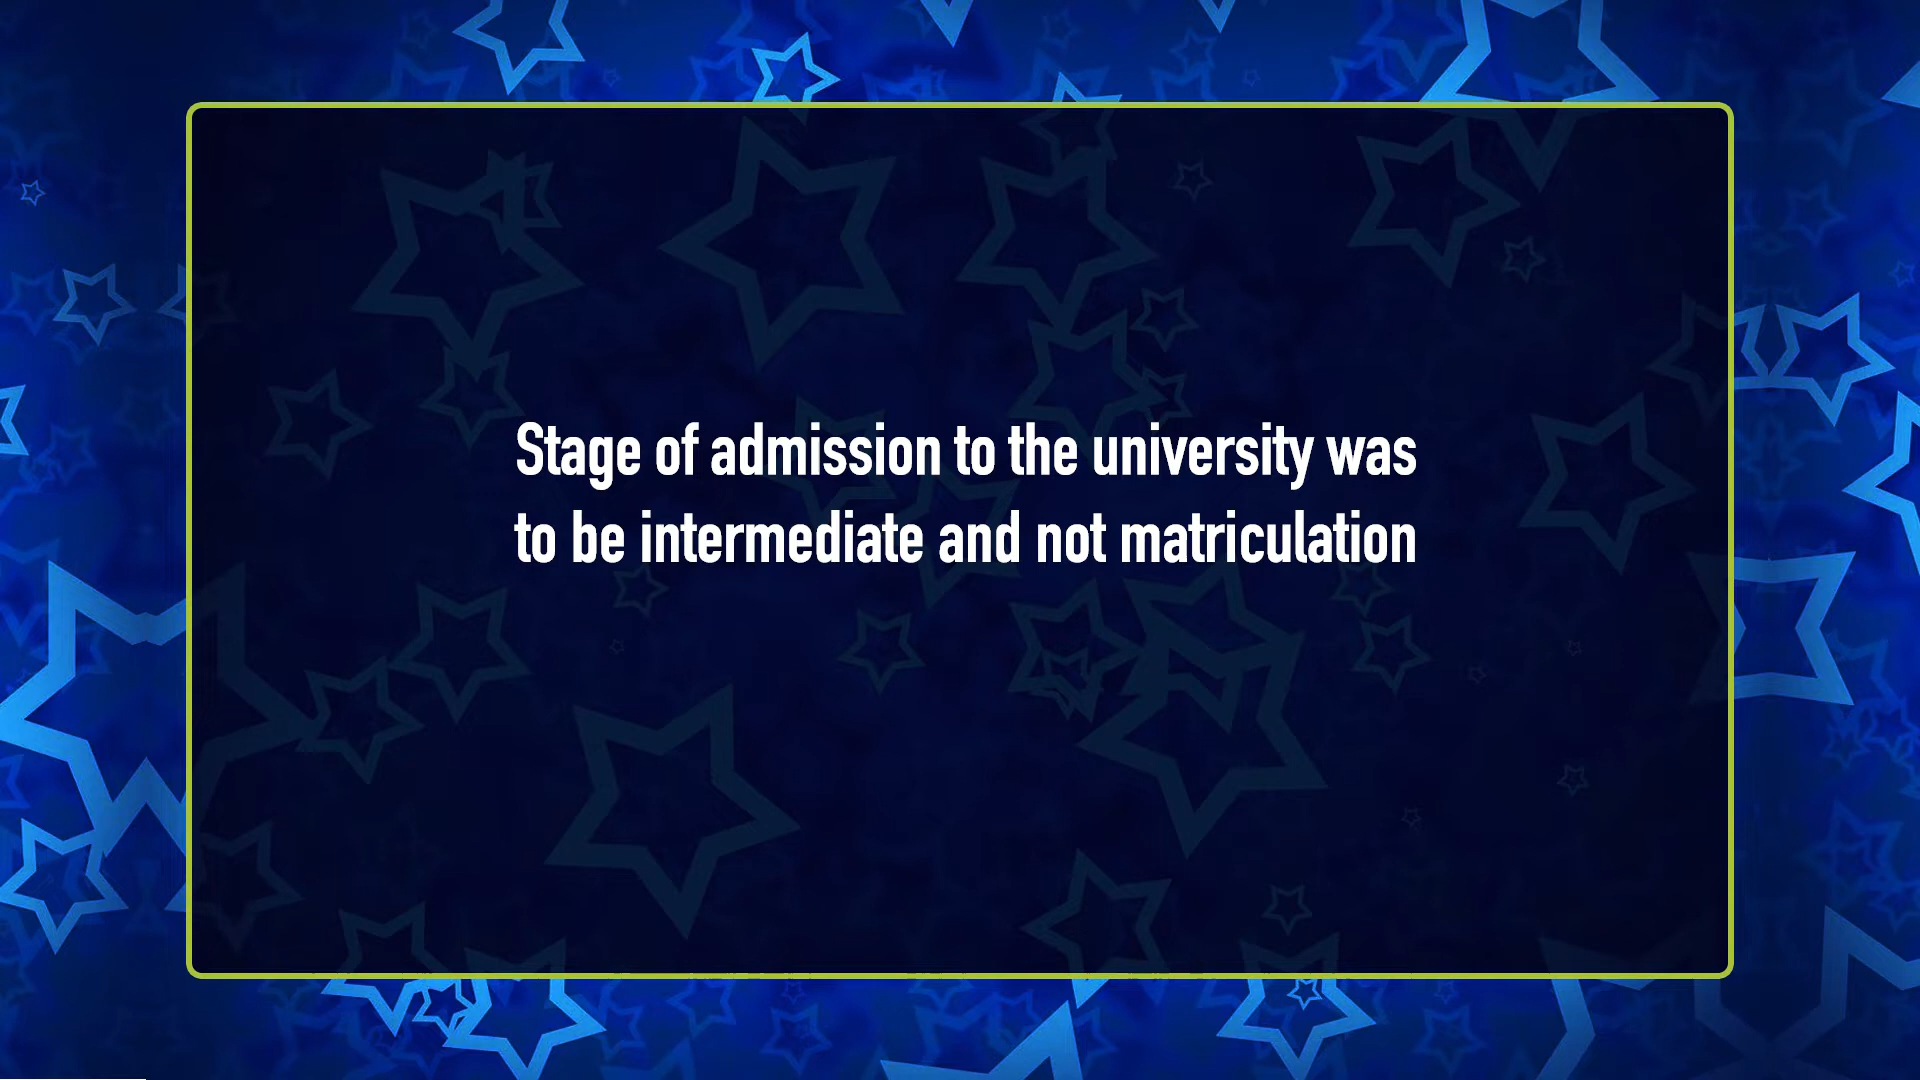 Stage of admission to the university was
to be intermediate and not matriculation